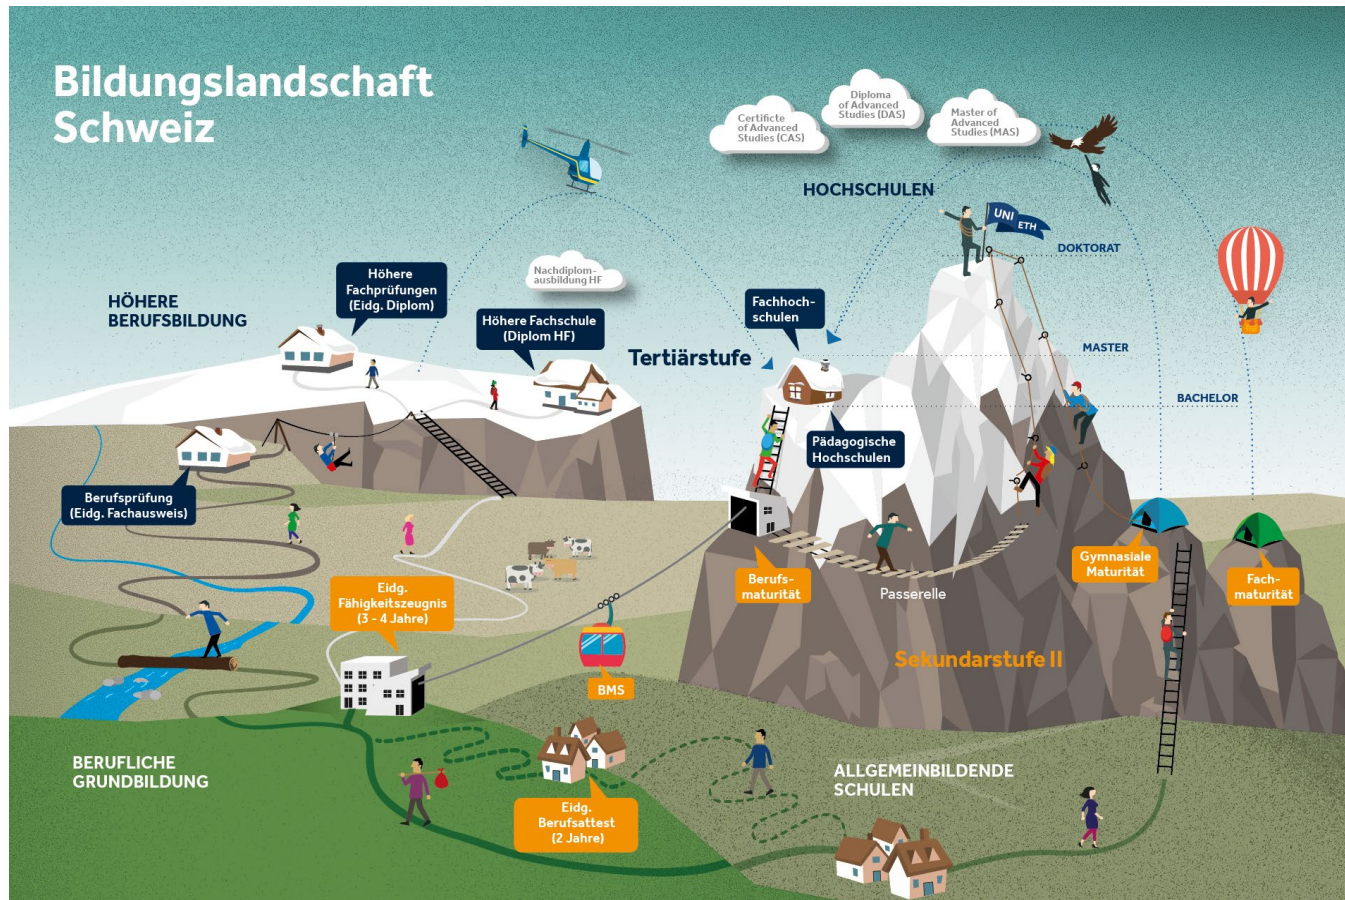 Bildungslandschaft
Schweiz
Certificte
of Advanced
Studies (CAS)
Diploma
of Advanced
Studies (DAS)
Master of
Advanced
Studies (MAS)
HOCHSCHULEN
UNI
ETH
DOKTORAT
Nachdiplom-
ausbildung HF
Höhere
Fachprüfungen
(Eidg. Diplom)
HÖHERE
BERUFSBILDUNG
Höhere Fachschule
(Diplom HF)
Fachhoch-
schulen
Tertiärstufe
MASTER
BACHELOR
Pädagogische
Hochschulen
Berufsprüfung
(Eidg. Fachausweis)
Eidg.
Fähigkeitszeugnis
(3 - 4 Jahre)
Berufs-
maturität
Passerelle
Gymnasiale
Maturität
Fach-
maturität
Sekundarstufe II
BMS
BERUFLICHE
GRUNDBILDUNG
Eidg.
Berufsattest
(2 Jahre)
ALLGEMEINBILDENDE
SCHULEN